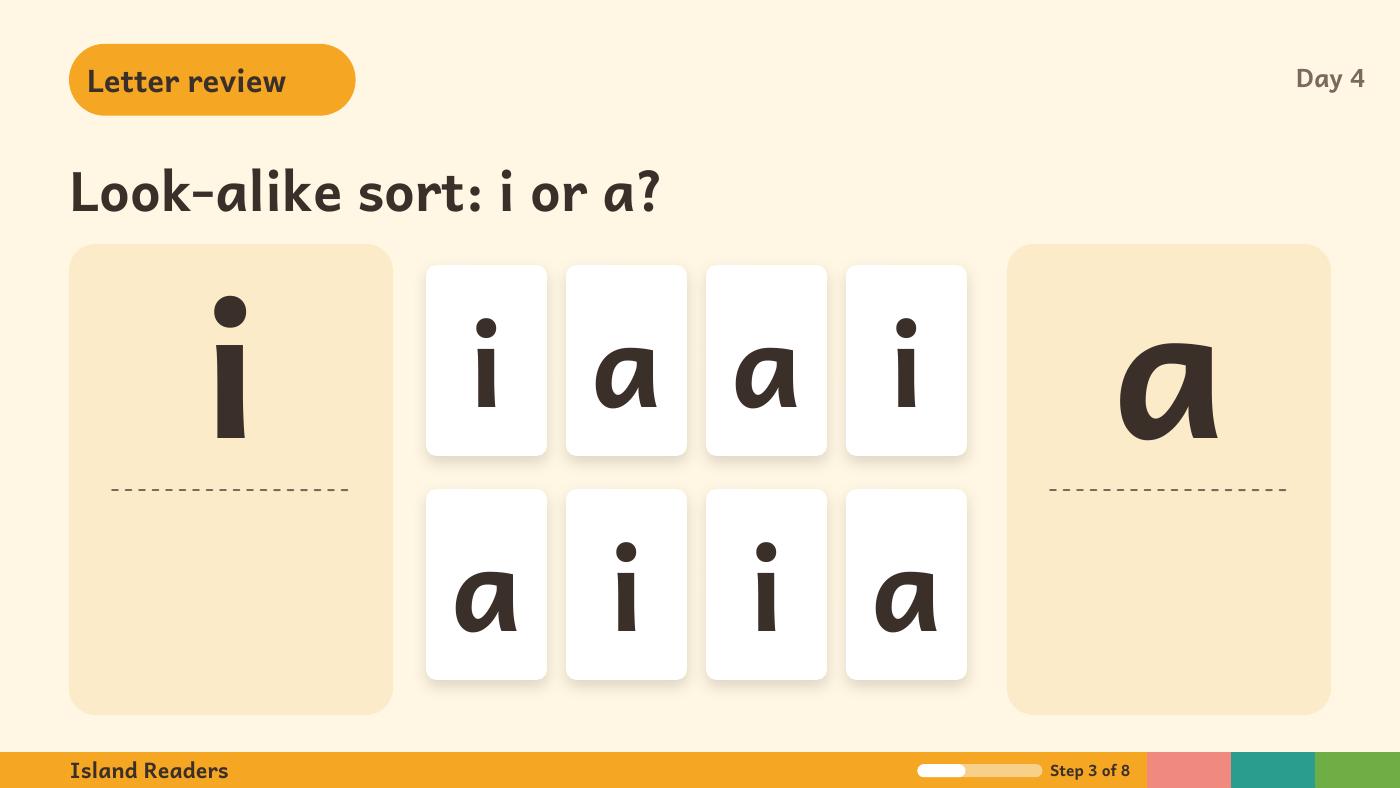 Letter review
Day 4
Look-alike sort: i or a?
i
i a a i
a i i a
a
Island Readers
Step 3 of 8